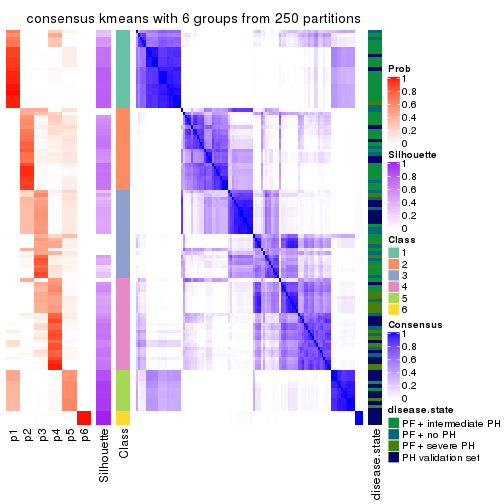 consensus kmeans with 6 groups from 250 partitions
Prob
1
0.8
0.6
0.4
0.2
0
Silhouette
1
0.8
0.6
0.4
0.2
0
Class
1
2
3
4
5
6
Consensus
1
0.8
0.6
0.4
0.2
0
disease.state
PF + intermediate PH
PF + no PH
PF + severe PH
PH validation set
p1
p2
p3
p4
p5
p6
Silhouette
Class
disease.state